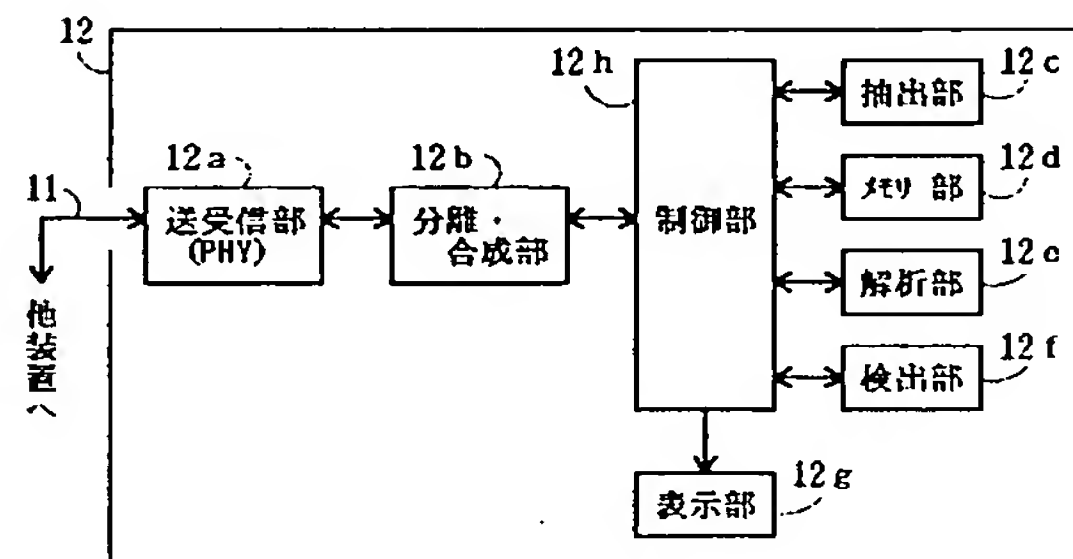 12
12h
12c
抽出部
12a
12b
12d
メモリ 部
11
送受信部
(PHY)
分離・
合成部
制御部
12e
解析部
12f
検出部
他装置へ
12g
表示部